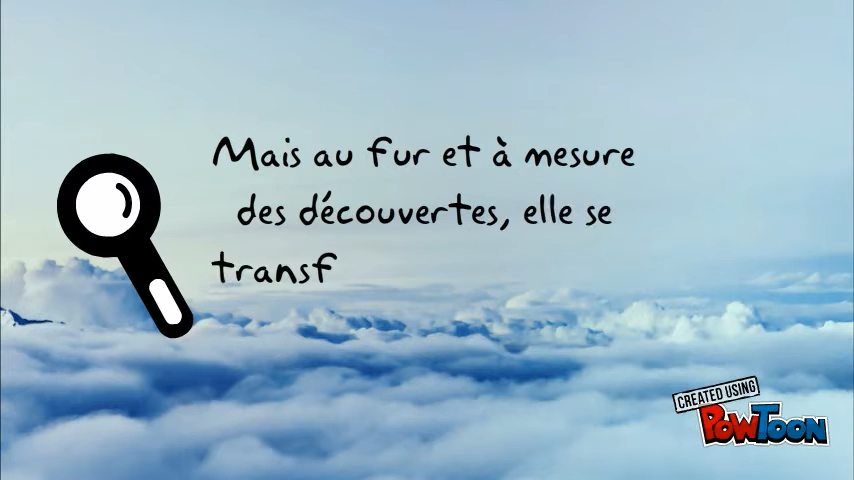 Mais au fur et à mesure
des découvertes, elle se
transf
CREATED USING
POWTOON